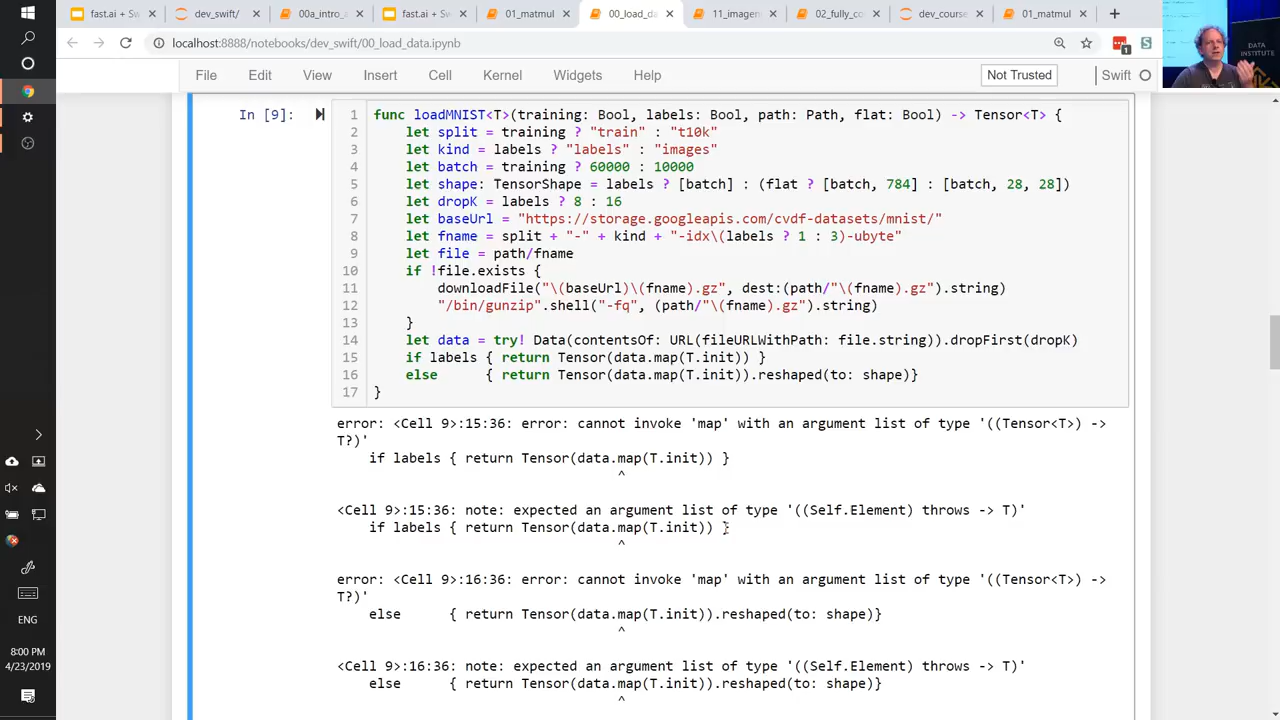 fast.ai + Swi
dev_swift/
00a_intro_a
fast.ai + Swi
_matmu
00_load_da
11_imagen
02_fully_co
dev_course
01_matmu
localhost:8888/notebooks/dev_swift/00_load_data.ipynb
1
S
DATA
INSTITUTE
File Edit View Insert Cell Kernel Widgets Help Not Trusted Swift
In [9]:
1 func loadMNIST<T>(training: Bool, labels: Bool, path: Path, flat: Bool) -> Tensor<T> {
2 let split = training ? "train" : "t10k"
3 let kind = labels ? "labels" : "images"
4 let batch = training ? 60000 : 10000
5 let shape: TensorShape = labels ? [batch] : (flat ? [batch, 784] : [batch, 28, 28])
6 let dropK = labels ? 8 : 16
7 let baseUrl = "https://storage.googleapis.com/cvdf-datasets/mnist/"
8 let fname = split + "-" + kind + "-idx\(labels ? 1 : 3)-ubyte"
9 let file = path/fname
10 if !file.exists {
11 downloadFile("\(baseUrl)\(fname).gz", dest:(path/"\(fname).gz").string)
12 "/bin/gunzip".shell("-fq", (path/"\(fname).gz").string)
13 }
14 let data = try! Data(contentsOf: URL(fileURLWithPath: file.string)).dropFirst(dropK)
15 if labels { return Tensor(data.map(T.init)) }
16 else { return Tensor(data.map(T.init)).reshaped(to: shape)}
17 }
error: <Cell 9>:15:36: error: cannot invoke 'map' with an argument list of type '((Tensor<T>) ->
T?)'
if labels { return Tensor(data.map(T.init)) }
^
<Cell 9>:15:36: note: expected an argument list of type '((Self.Element) throws -> T)'
if labels { return Tensor(data.map(T.init)) }
^
error: <Cell 9>:16:36: error: cannot invoke 'map' with an argument list of type '((Tensor<T>) ->
T?)'
else { return Tensor(data.map(T.init)).reshaped(to: shape)}
^
<Cell 9>:16:36: note: expected an argument list of type '((Self.Element) throws -> T)'
else { return Tensor(data.map(T.init)).reshaped(to: shape)}
^
ENG
8:00 PM
4/23/2019